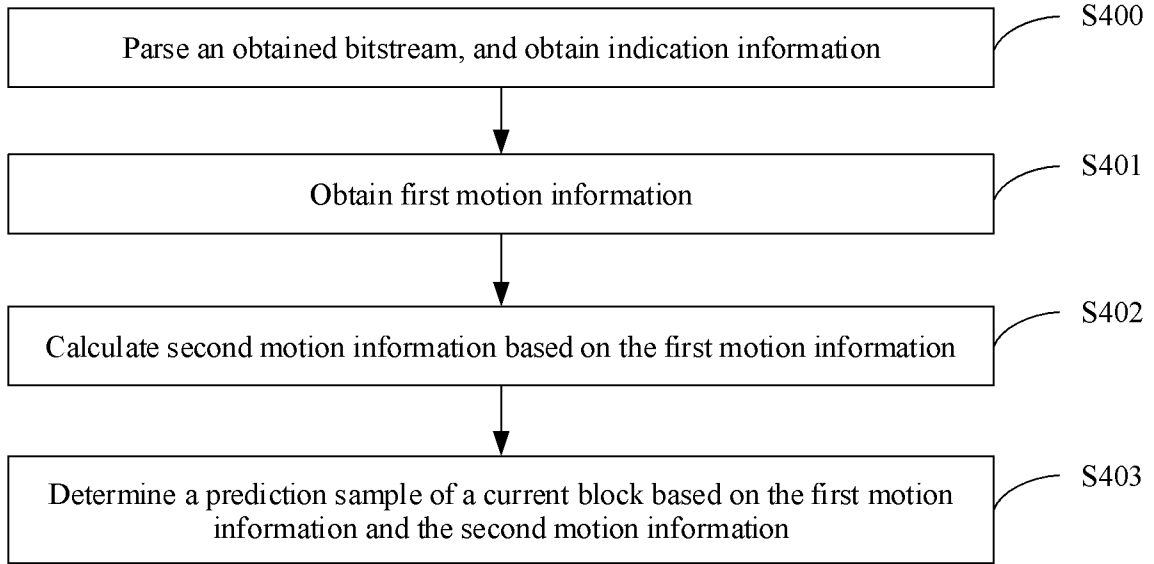 S400
Parse an obtained bitstream, and obtain indication information
S401
Obtain first motion information
S402
Calculate second motion information based on the first motion information
S403
Determine a prediction sample of a current block based on the first motion
information and the second motion information